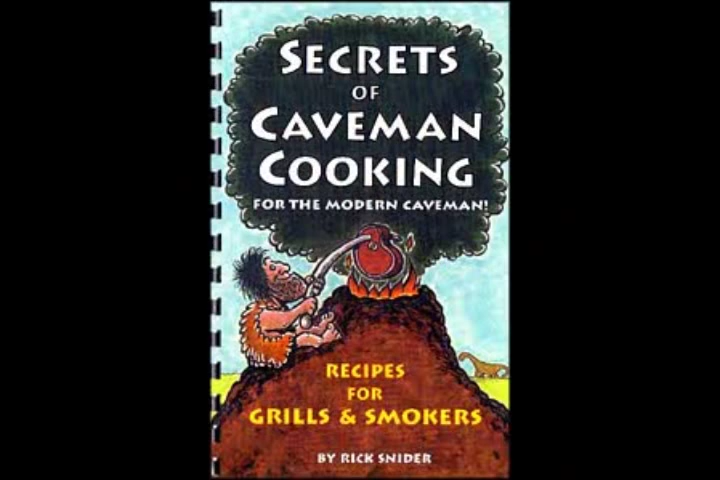 SECRETS
OF
CAVEMAN
COOKING
FOR THE MODERN CAVEMAN!
RECIPES
FOR
GRILLS & SMOKERS
BY RICK SNIDER